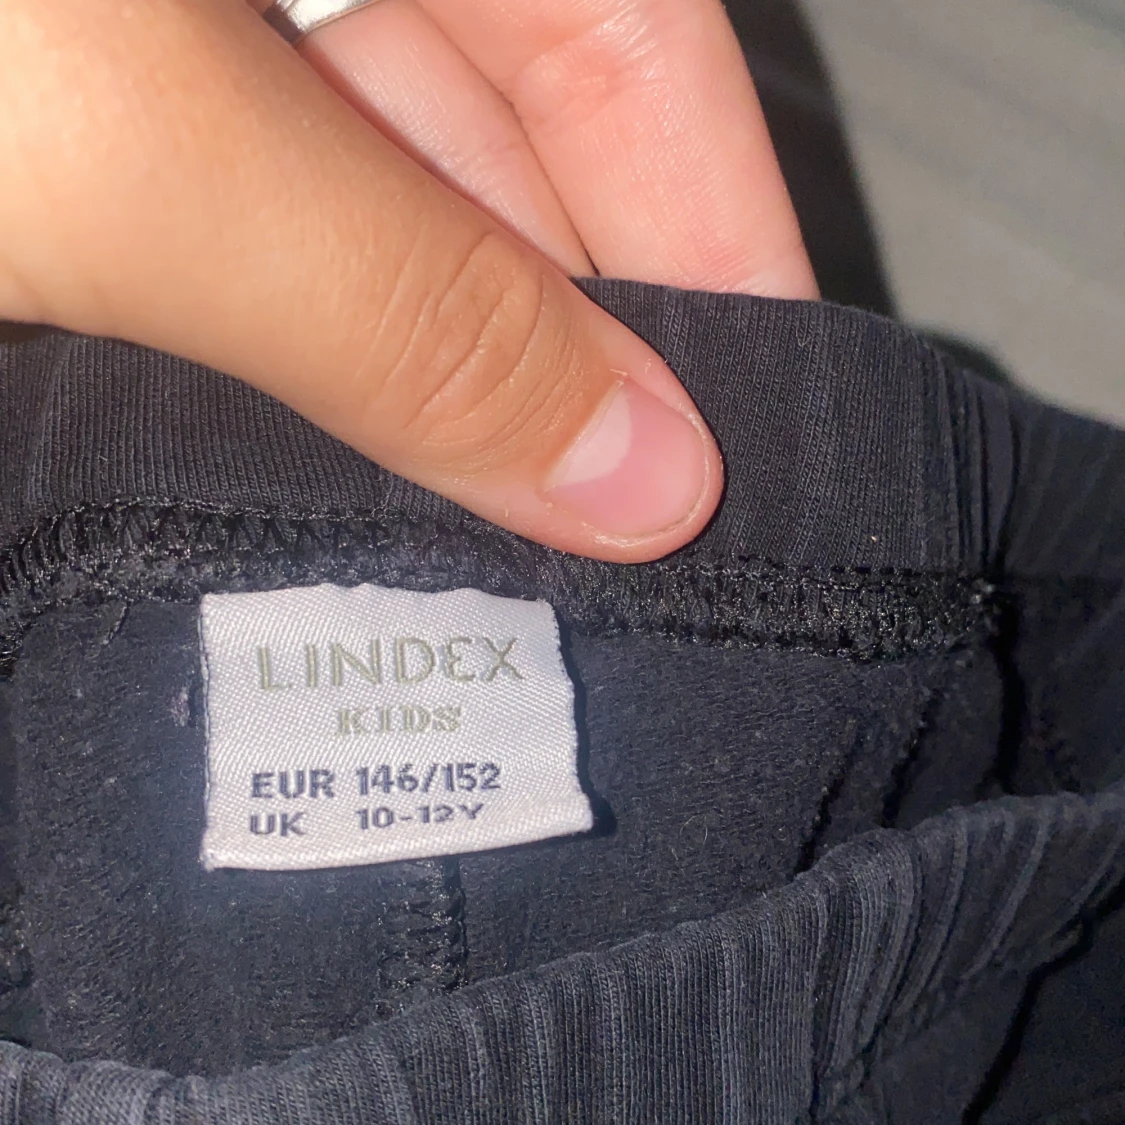 LINDEX
KIDS
EUR 146/152
UK 10-12Y